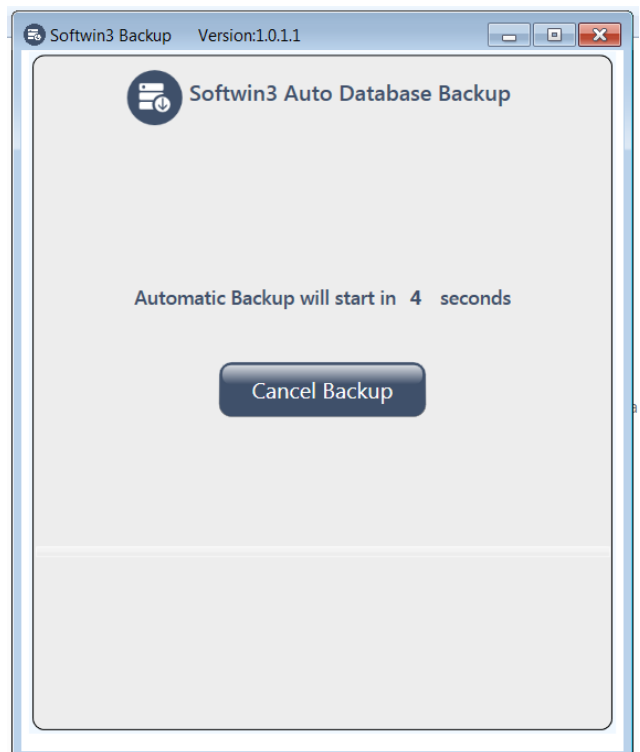 Softwin3 Backup Version:1.0.1.1
Softwin3 Auto Database Backup
Automatic Backup will start in 4 seconds
Cancel Backup